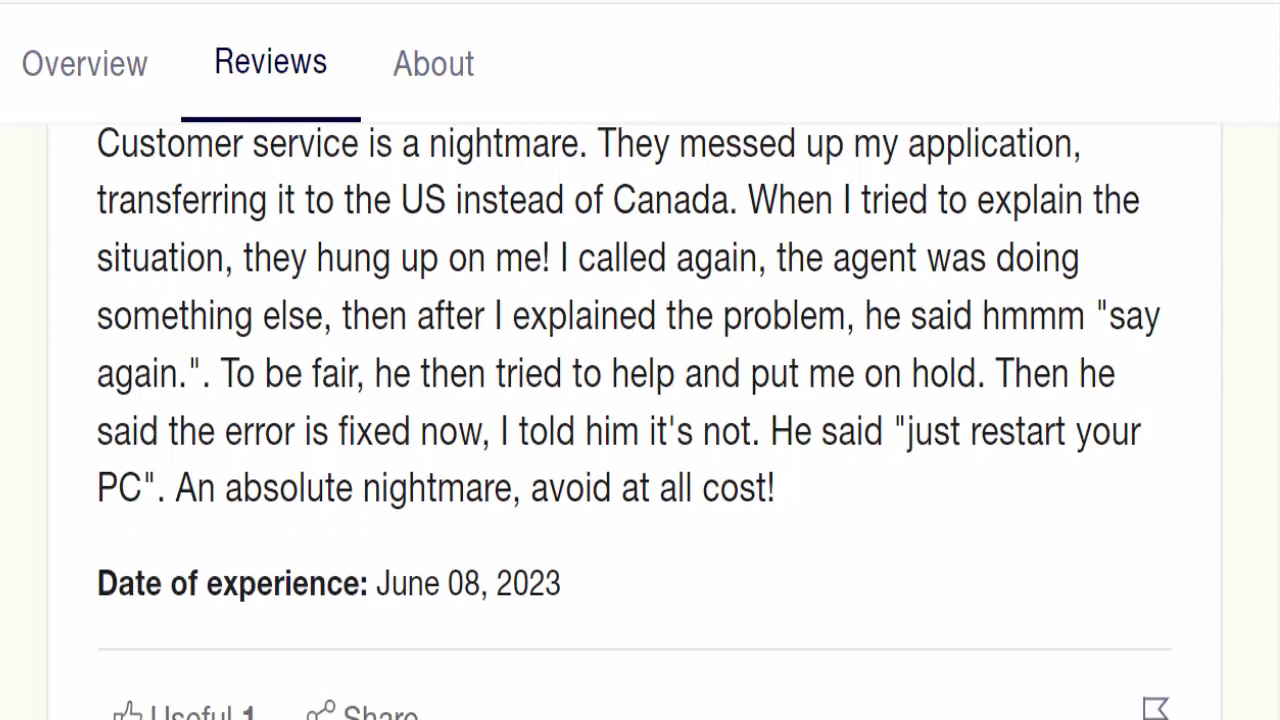 Overview Reviews About
Customer service is a nightmare. They messed up my application,
transferring it to the US instead of Canada. When I tried to explain the
situation, they hung up on me! I called again, the agent was doing
something else, then after I explained the problem, he said hmmm "say
again.". To be fair, he then tried to help and put me on hold. Then he
said the error is fixed now, I told him it's not. He said "just restart your
PC". An absolute nightmare, avoid at all cost!
Date of experience: June 08, 2023
Useful 1 Share